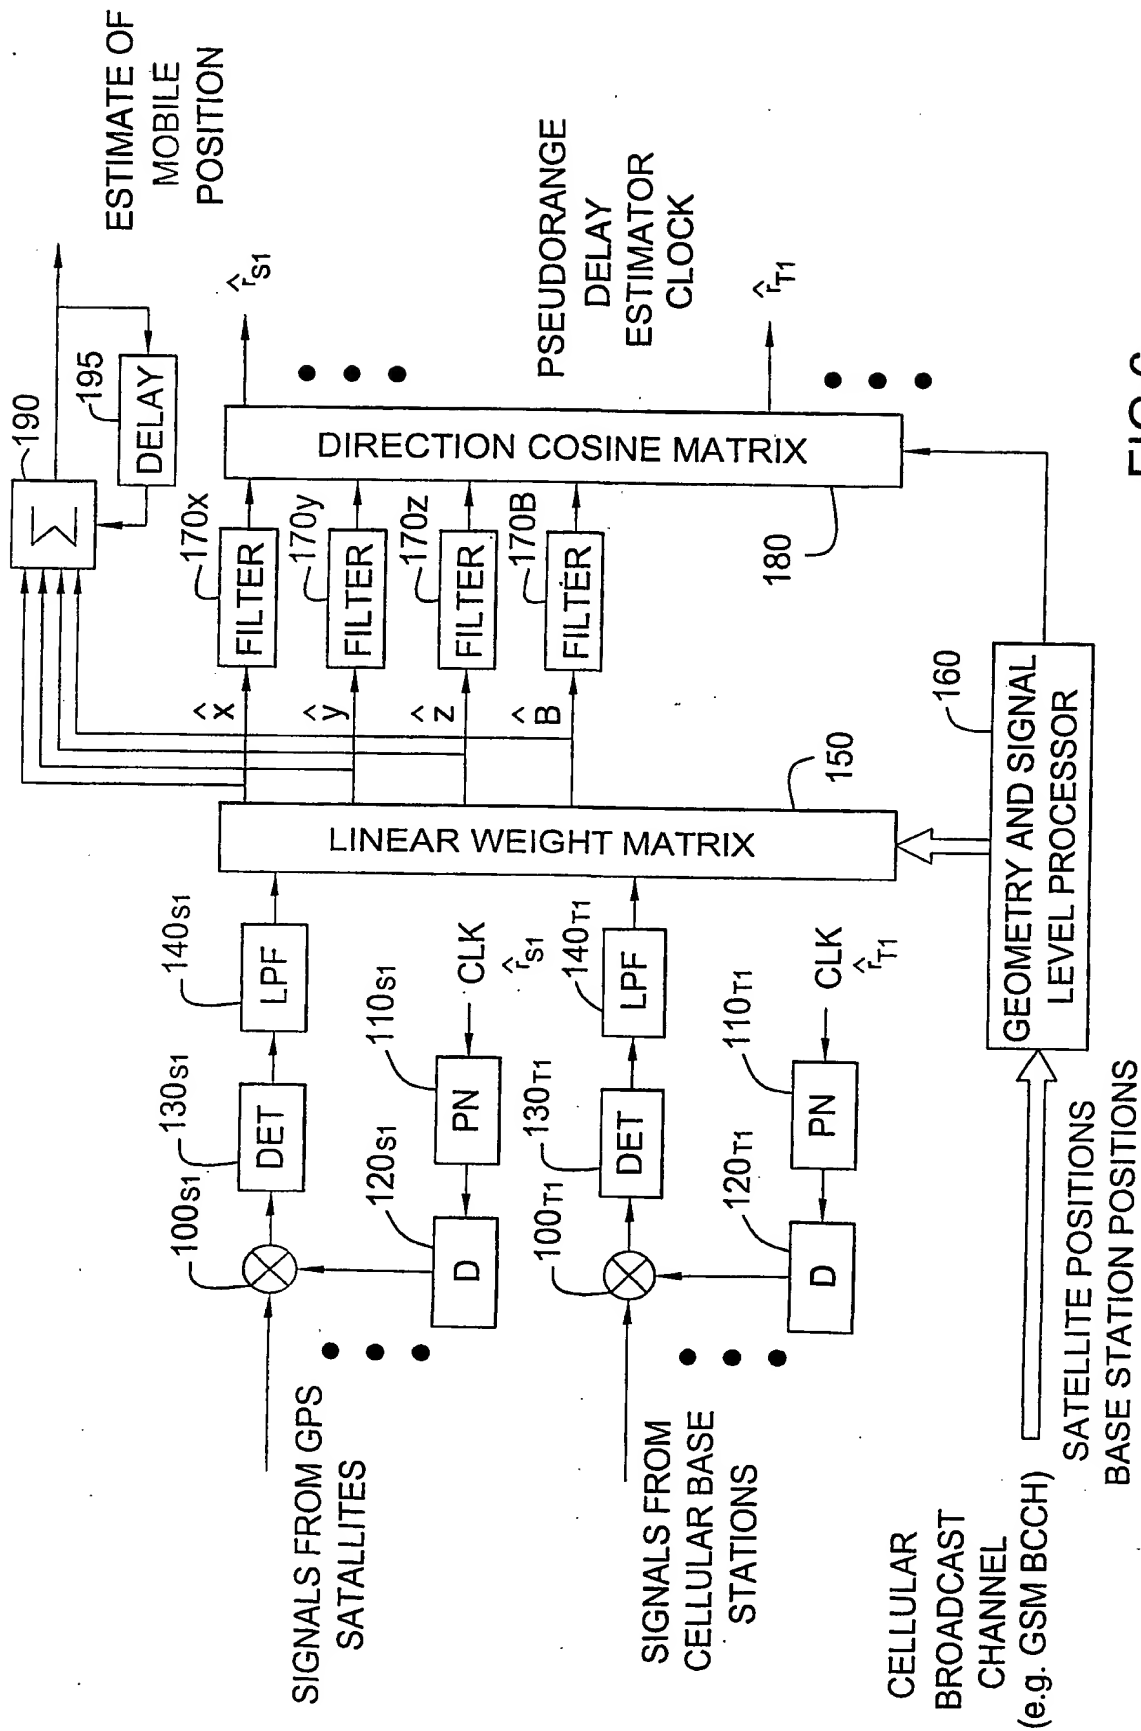 SIGNALS FROM GPS
SATALLITES
100S1
130S1
DET
140S1
LPF
120S1
D
110S1
PN
CLK
r̂S1
SIGNALS FROM
CELLULAR BASE
STATIONS
100T1
130T1
DET
140T1
LPF
120T1
D
110T1
PN
CLK
r̂T1
CELLULAR
BROADCAST
CHANNEL
(e.g. GSM BCCH)
SATELLITE POSITIONS
BASE STATION POSITIONS
GEOMETRY AND SIGNAL
LEVEL PROCESSOR
160
LINEAR WEIGHT MATRIX
150
x̂
ŷ
ẑ
B̂
FILTER
170x
FILTER
170y
FILTER
170z
FILTER
170B
DIRECTION COSINE MATRIX
180
Σ
190
DELAY
195
ESTIMATE OF
MOBILE
POSITION
r̂S1
PSEUDORANGE
DELAY
ESTIMATOR
CLOCK
r̂T1